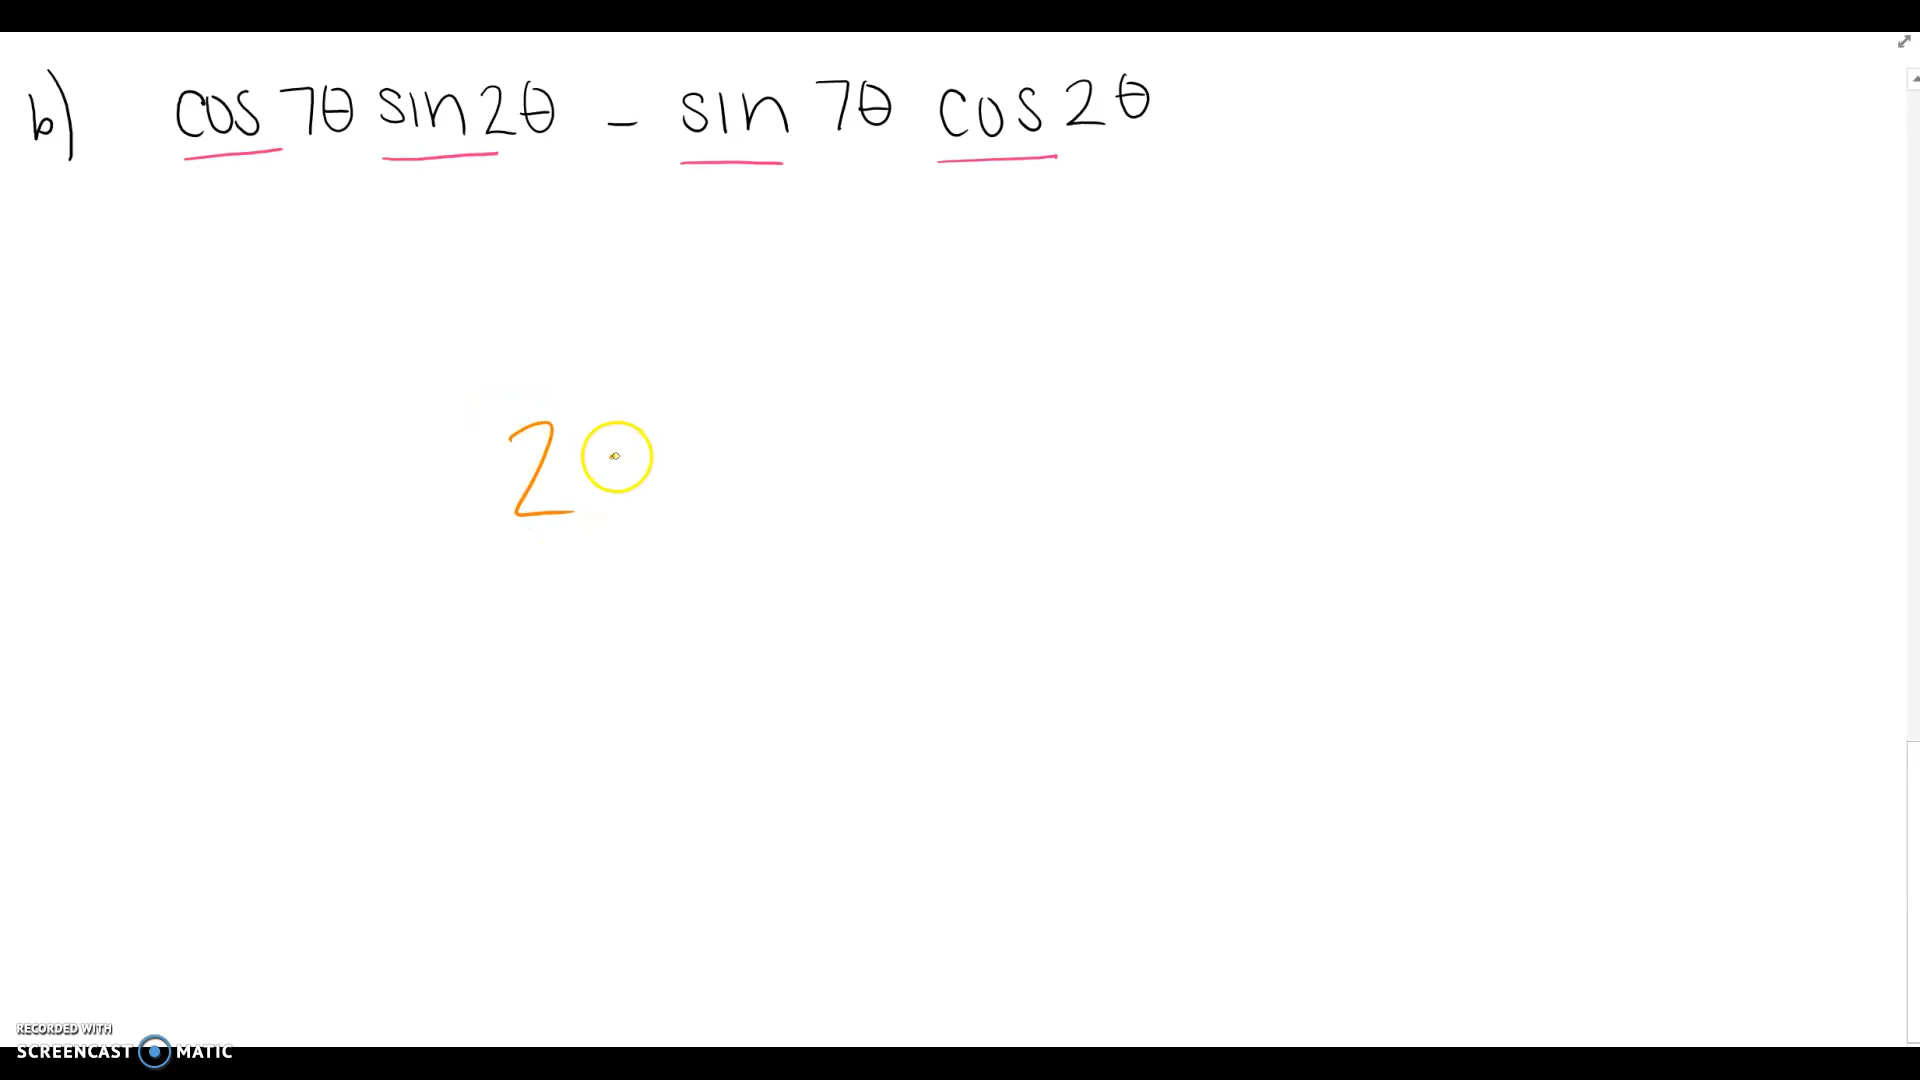 b) cos 7θ sin 2θ - sin 7θ cos 2θ
2
RECORDED WITH
SCREENCAST MATIC